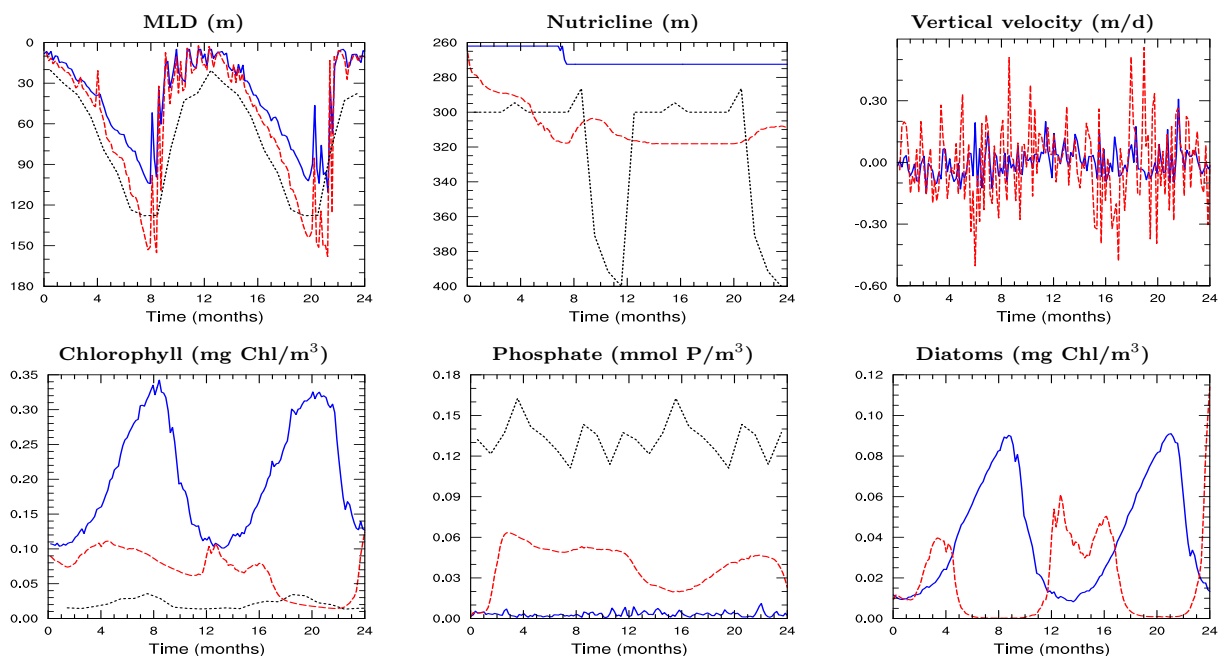 MLD (m)
0
30
60
90
120
150
180
0 4 8 12 16 20 24
Time (months)
Nutricline (m)
260
280
300
320
340
360
380
400
0 4 8 12 16 20 24
Time (months)
Vertical velocity (m/d)
0.30
0.00
-0.30
-0.60
0 4 8 12 16 20 24
Time (months)
Chlorophyll (mg Chl/m³)
0.35
0.30
0.25
0.20
0.15
0.10
0.05
0.00
0 4 8 12 16 20 24
Time (months)
Phosphate (mmol P/m³)
0.18
0.15
0.12
0.09
0.06
0.03
0.00
0 4 8 12 16 20 24
Time (months)
Diatoms (mg Chl/m³)
0.12
0.10
0.08
0.06
0.04
0.02
0.00
0 4 8 12 16 20 24
Time (months)